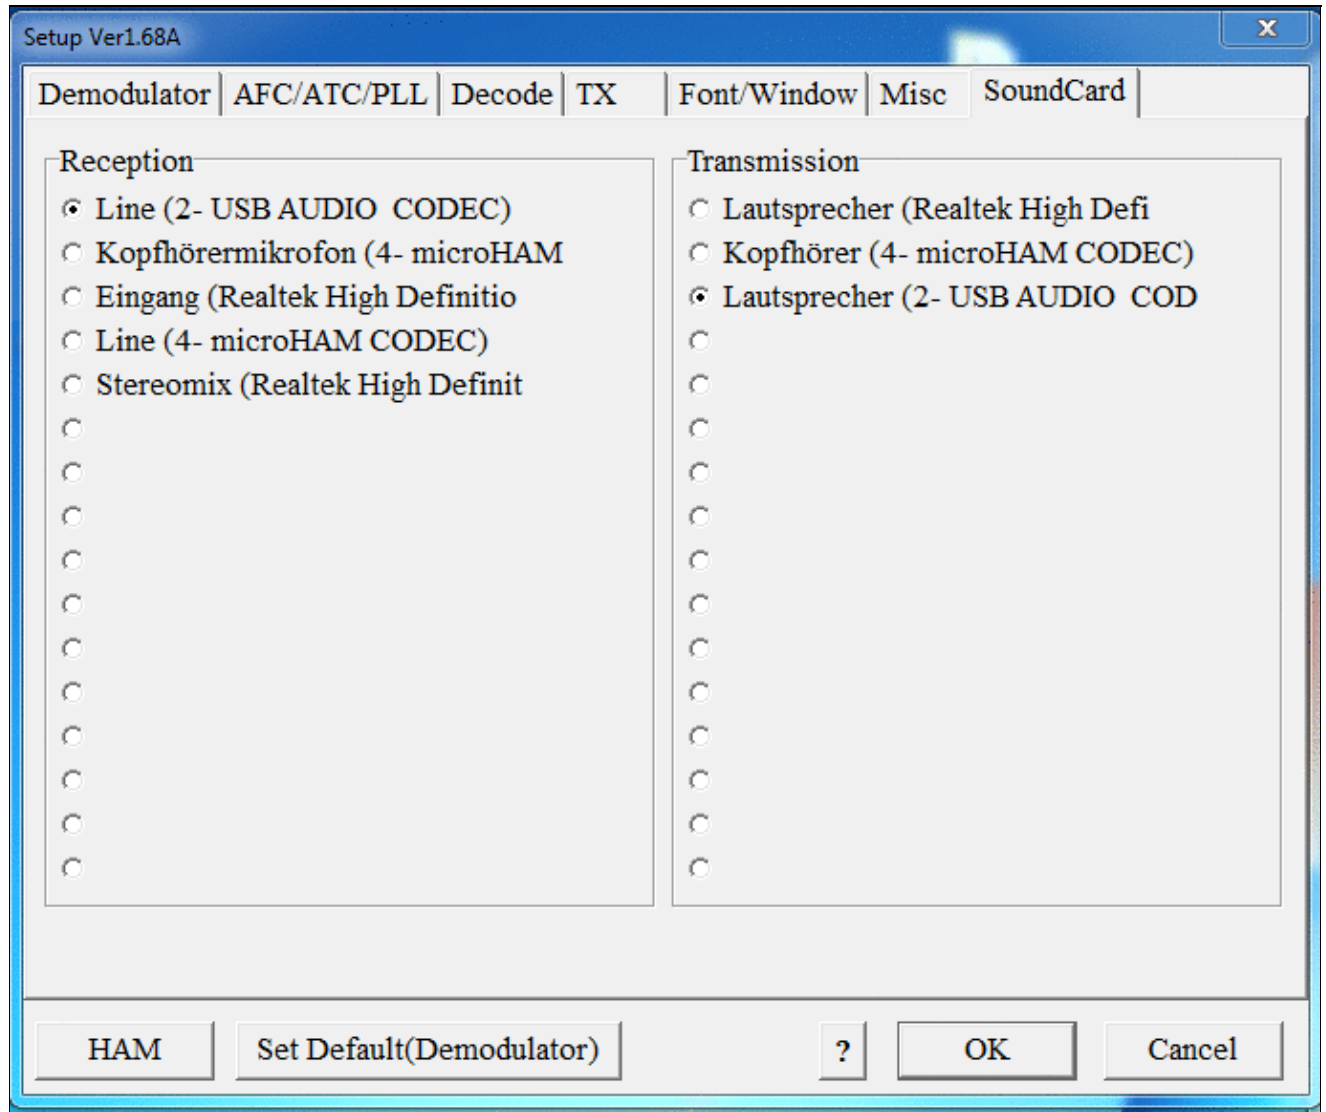 Setup Ver1.68A
x
Demodulator AFC/ATC/PLL Decode TX Font/Window Misc SoundCard
Reception
Line (2- USB AUDIO  CODEC)
Kopfhörermikrofon (4- microHAM
Eingang (Realtek High Definitio
Line (4- microHAM CODEC)
Stereomix (Realtek High Definit
Transmission
Lautsprecher (Realtek High Defi
Kopfhörer (4- microHAM CODEC)
Lautsprecher (2- USB AUDIO  COD
HAM Set Default(Demodulator) ? OK Cancel